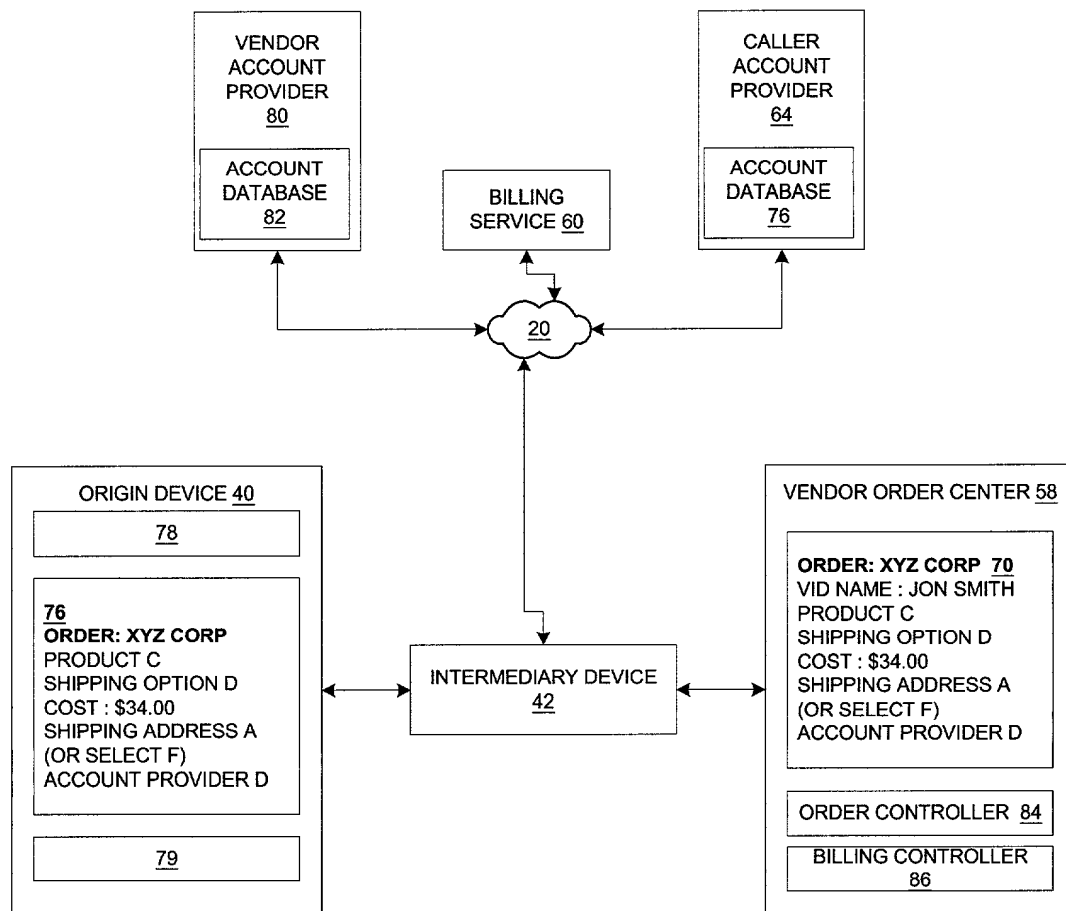 VENDOR
ACCOUNT
PROVIDER
80
ACCOUNT
DATABASE
82
BILLING
SERVICE 60
CALLER
ACCOUNT
PROVIDER
64
ACCOUNT
DATABASE
76
20
ORIGIN DEVICE 40
78
76
ORDER: XYZ CORP
PRODUCT C
SHIPPING OPTION D
COST : $34.00
SHIPPING ADDRESS A
(OR SELECT F)
ACCOUNT PROVIDER D
79
INTERMEDIARY DEVICE
42
VENDOR ORDER CENTER 58
ORDER: XYZ CORP 70
VID NAME : JON SMITH
PRODUCT C
SHIPPING OPTION D
COST : $34.00
SHIPPING ADDRESS A
(OR SELECT F)
ACCOUNT PROVIDER D
ORDER CONTROLLER 84
BILLING CONTROLLER
86